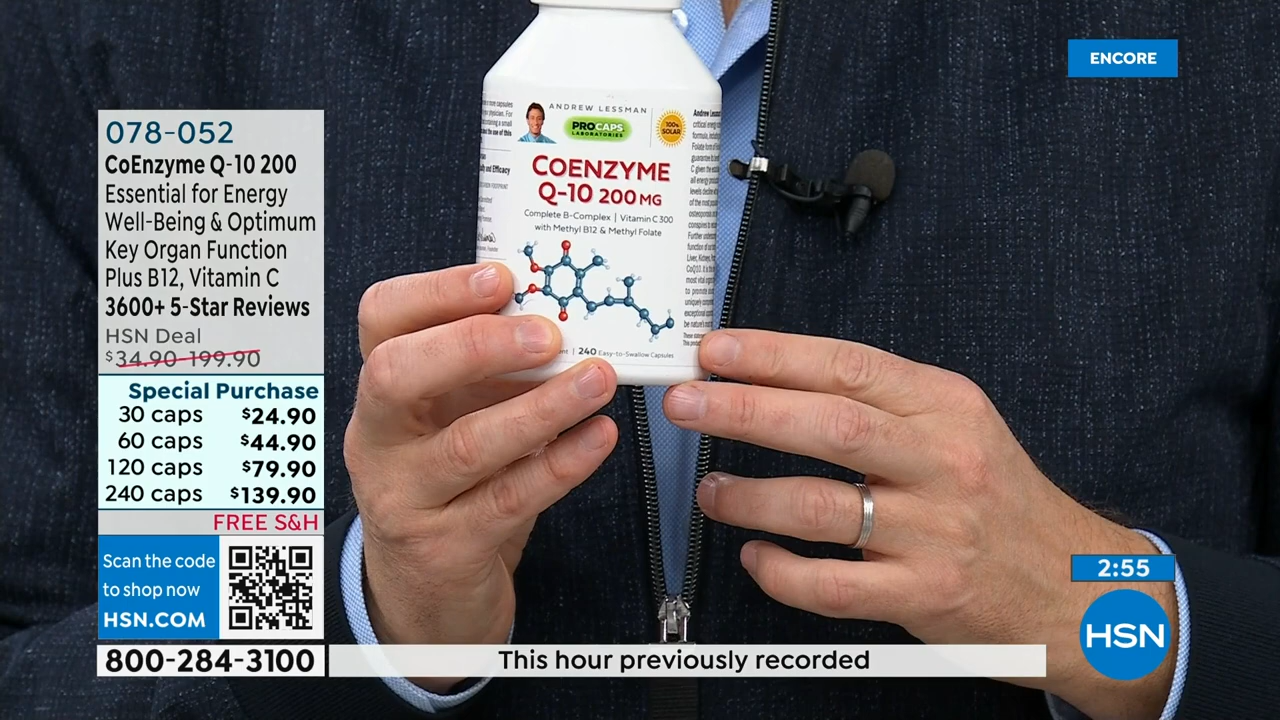 ENCORE
078-052
CoEnzyme Q-10 200
Essential for Energy
Well-Being & Optimum
Key Organ Function
Plus B12, Vitamin C
3600+ 5-Star Reviews
HSN Deal
$34.90-199.90
Special Purchase
30 caps $24.90
60 caps $44.90
120 caps $79.90
240 caps $139.90
FREE S&H
Scan the code
to shop now
HSN.COM
800-284-3100
ANDREW LESSMAN
PROCAPS
LABORATORIES
100%
SOLAR
COENZYME
Q-10 200 MG
Complete B-Complex | Vitamin C 300
with Methyl B12 & Methyl Folate
240 Easy-to-Swallow Capsules
2:55
HSN
This hour previously recorded